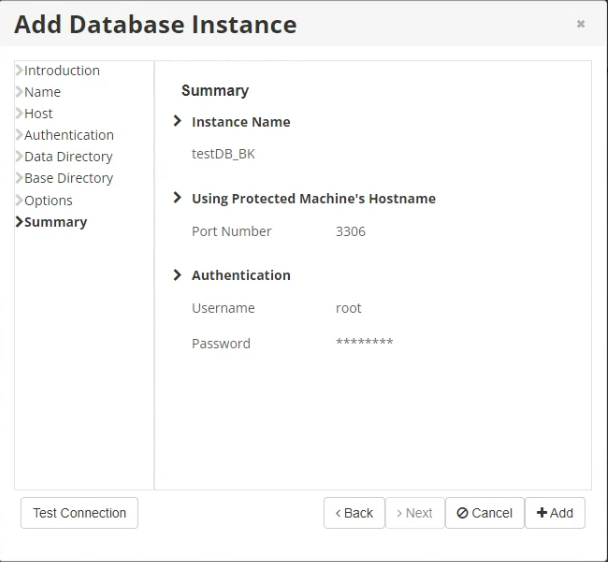 Add Database Instance
Introduction
Name
Host
Authentication
Data Directory
Base Directory
Options
Summary
Summary
Instance Name
testDB_BK
Using Protected Machine's Hostname
Port Number 3306
Authentication
Username root
Password ********
Test Connection Back Next Cancel Add